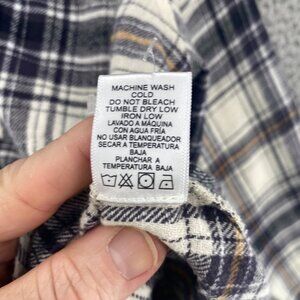 MACHINE WASH
COLD
DO NOT BLEACH
TUMBLE DRY LOW
IRON LOW
LAVADO A MÁQUINA
CON AGUA FRÍA
NO USAR BLANQUEADOR
SECAR A TEMPERATURA
BAJA
PLANCHAR A
TEMPERATURA BAJA